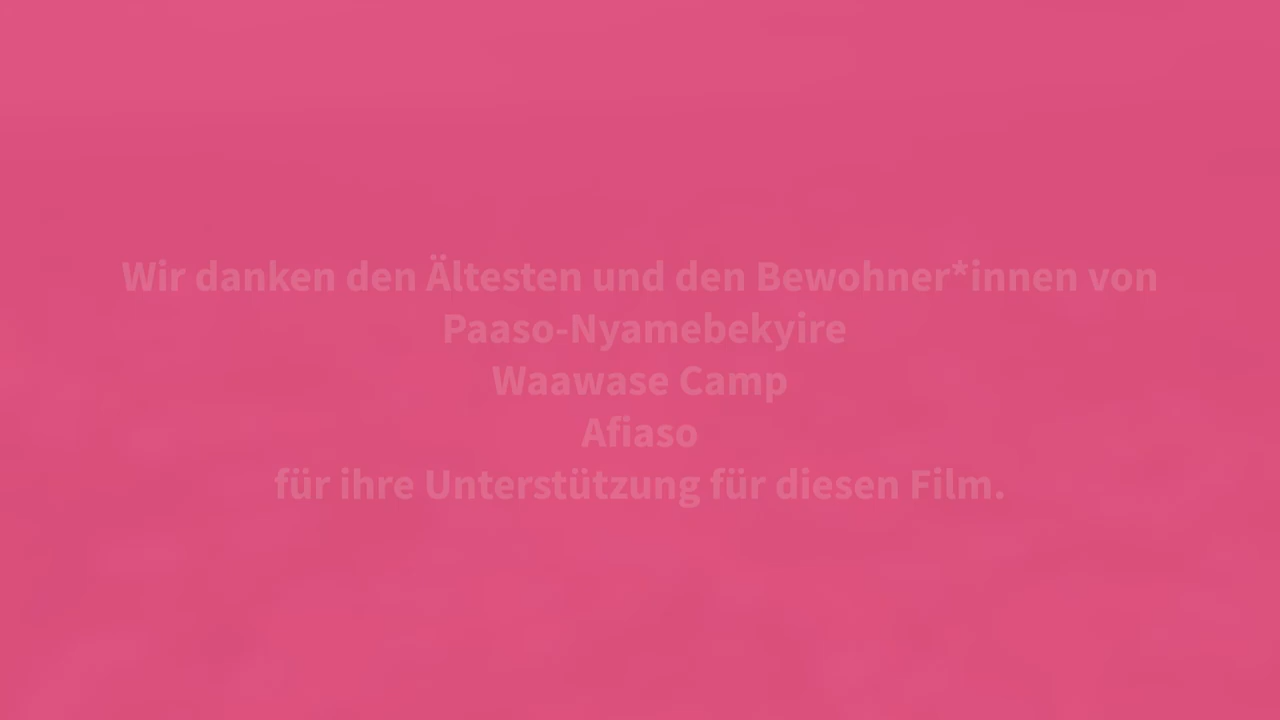 Wir danken den Ältesten und den Bewohner*innen von
Paaso-Nyamebekyire
Waawase Camp
Afiaso
für ihre Unterstützung für diesen Film.